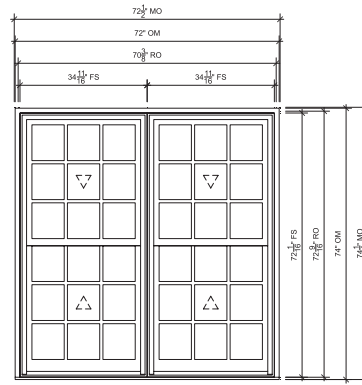 72 1/2" MO
72" OM
70 3/8" RO
34 11/16" FS
34 11/16" FS
72 1/16" FS
72 9/16" RO
74" OM
74 1/4" MO